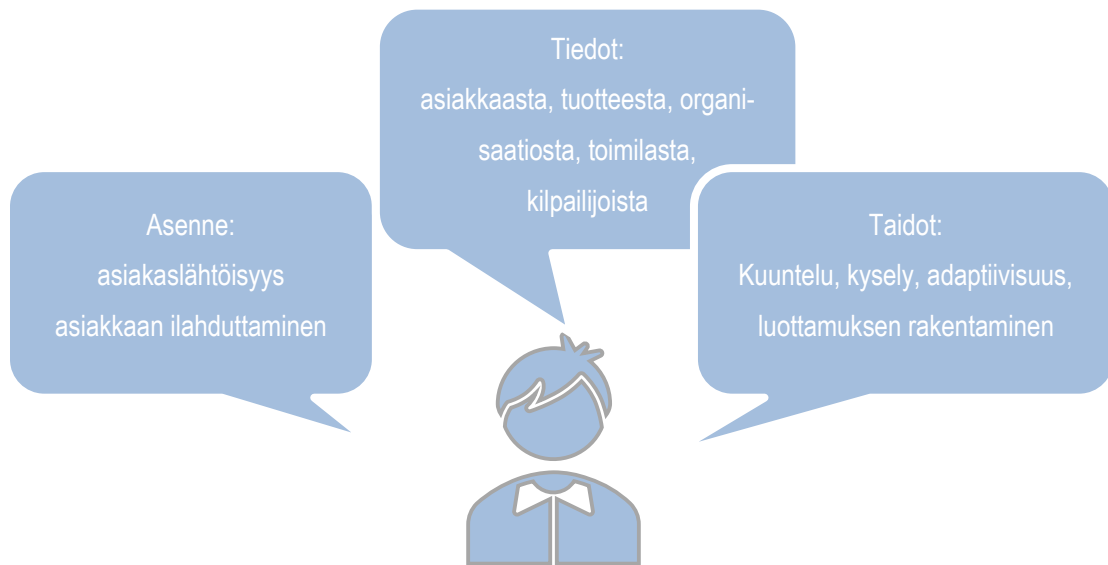 Tiedot:
asiakkaasta, tuotteesta, organi-
saatiosta, toimilasta,
kilpailijoista
Asenne:
asiakaslähtöisyys
asiakkaan ilahduttaminen
Taidot:
Kuuntelu, kysely, adaptiivisuus,
luottamuksen rakentaminen